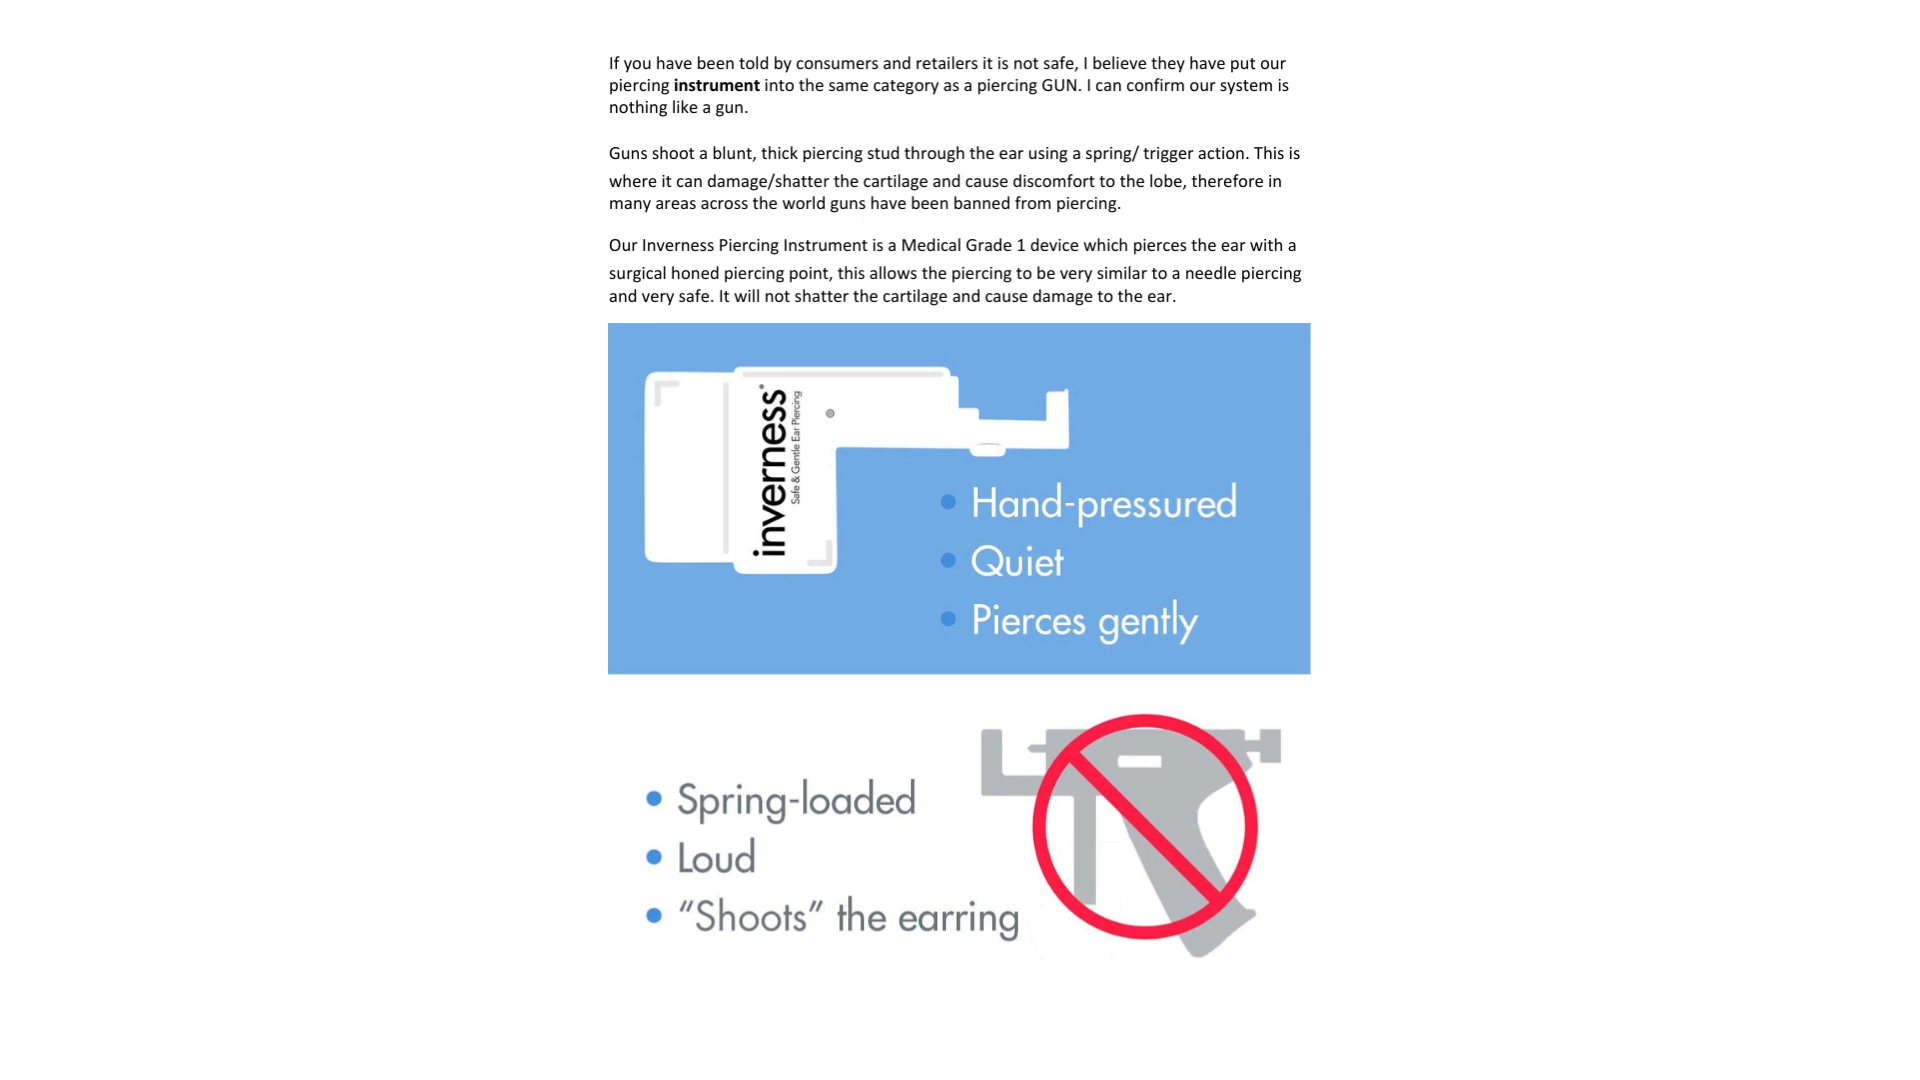 If you have been told by consumers and retailers it is not safe, I believe they have put our
piercing instrument into the same category as a piercing GUN. I can confirm our system is
nothing like a gun.
Guns shoot a blunt, thick piercing stud through the ear using a spring/ trigger action. This is
where it can damage/shatter the cartilage and cause discomfort to the lobe, therefore in
many areas across the world guns have been banned from piercing.
Our Inverness Piercing Instrument is a Medical Grade 1 device which pierces the ear with a
surgical honed piercing point, this allows the piercing to be very similar to a needle piercing
and very safe. It will not shatter the cartilage and cause damage to the ear.
inverness
Safe & Gentle Ear Piercing
• Hand-pressured
• Quiet
• Pierces gently
• Spring-loaded
• Loud
• “Shoots” the earring